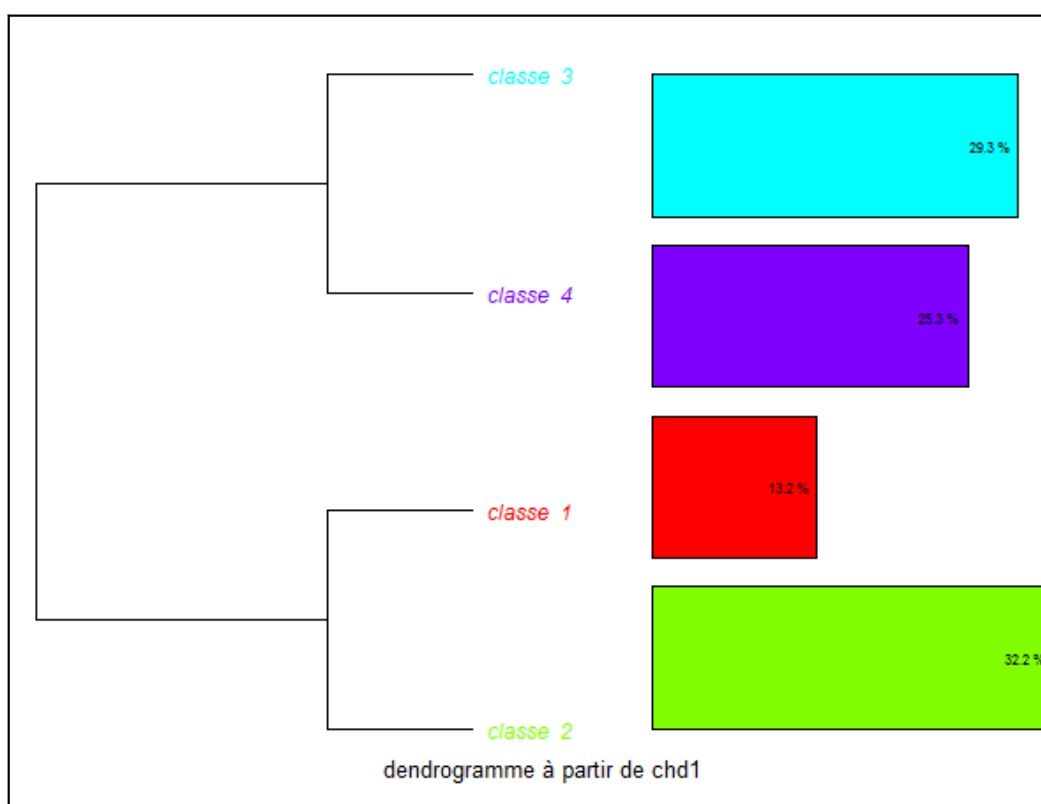 classe 3
29.3 %
classe 4
25.3 %
classe 1
13.2 %
32.2 %
classe 2
dendrogramme à partir de chd1